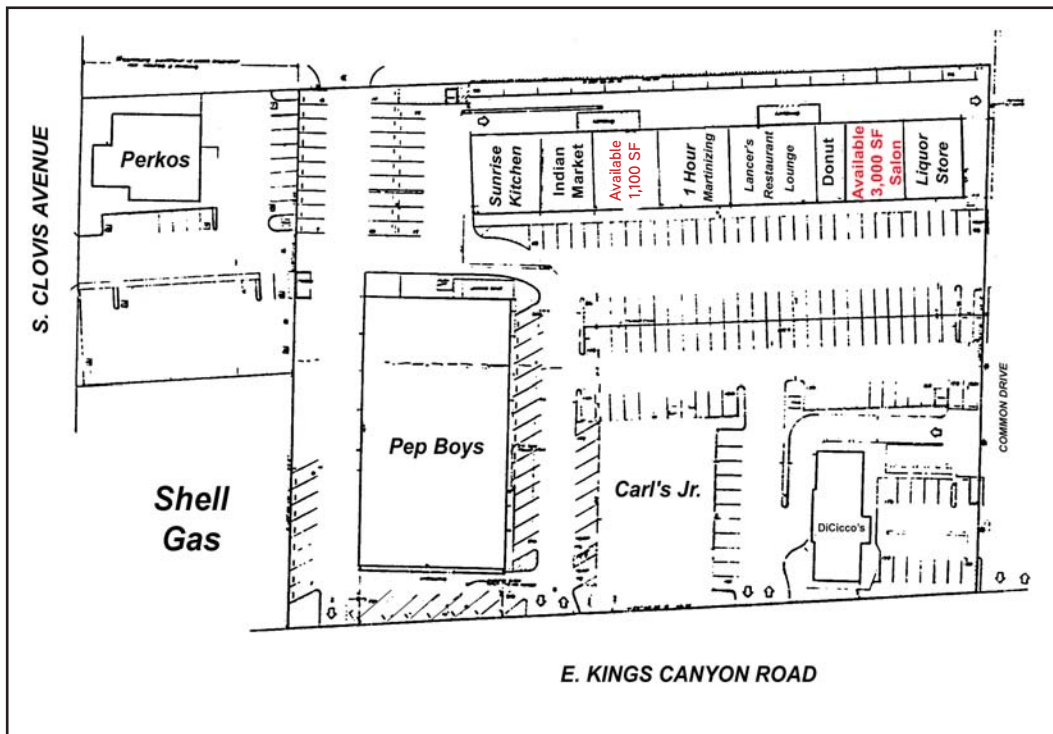 S. CLOVIS AVENUE
Perkos
Sunrise
Kitchen
Indian
Market
Available
1,100 SF
1 Hour
Martinizing
Lancer's
Restaurant
Lounge
Donut
Available
3,000 SF
Salon
Liquor
Store
Pep Boys
Shell
Gas
Carl's Jr.
DiCicco's
COMMON DRIVE
E. KINGS CANYON ROAD